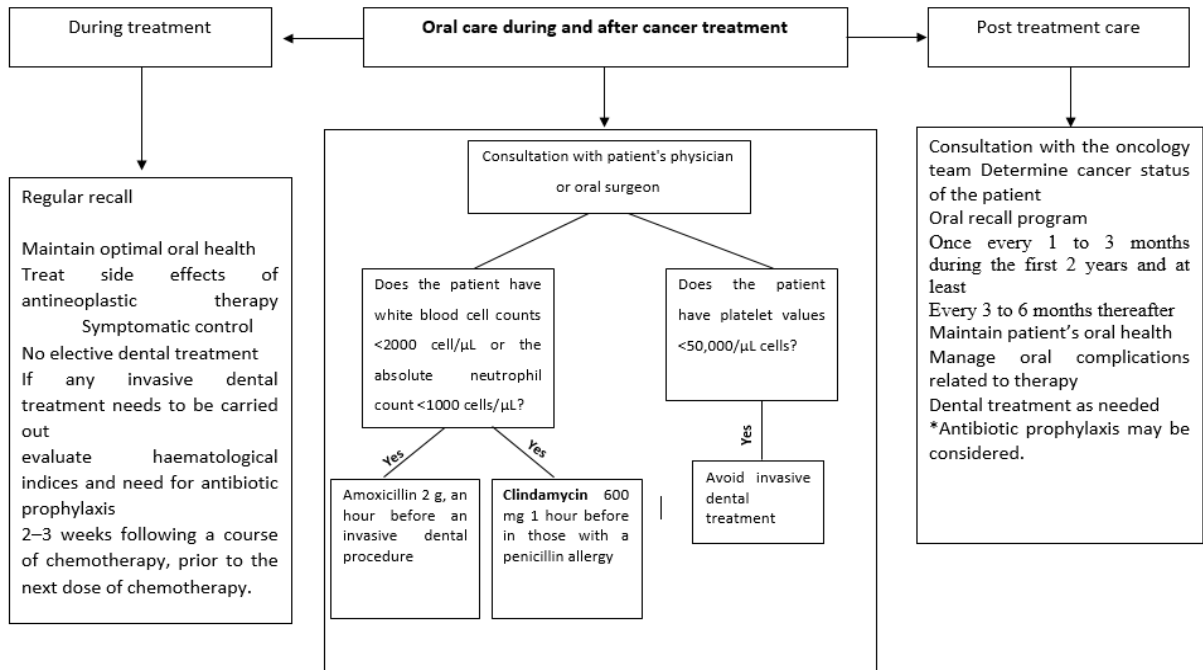 During treatment
Oral care during and after cancer treatment
Post treatment care
Regular recall
Maintain optimal oral health
Treat side effects of
antineoplastic therapy
Symptomatic control
No elective dental treatment
If any invasive dental
treatment needs to be carried
out
evaluate haematological
indices and need for antibiotic
prophylaxis
2–3 weeks following a course
of chemotherapy, prior to the
next dose of chemotherapy.
Consultation with patient's physician
or oral surgeon
Does the patient have
white blood cell counts
<2000 cell/µL or the
absolute neutrophil
count <1000 cells/µL?
Yes
Yes
Amoxicillin 2 g, an
hour before an
invasive dental
procedure
Clindamycin 600
mg 1 hour before
in those with a
penicillin allergy
Does the patient
have platelet values
<50,000/µL cells?
Yes
Avoid invasive
dental
treatment
Consultation with the oncology
team Determine cancer status
of the patient
Oral recall program
Once every 1 to 3 months
during the first 2 years and at
least
Every 3 to 6 months thereafter
Maintain patient’s oral health
Manage oral complications
related to therapy
Dental treatment as needed
*Antibiotic prophylaxis may be
considered.